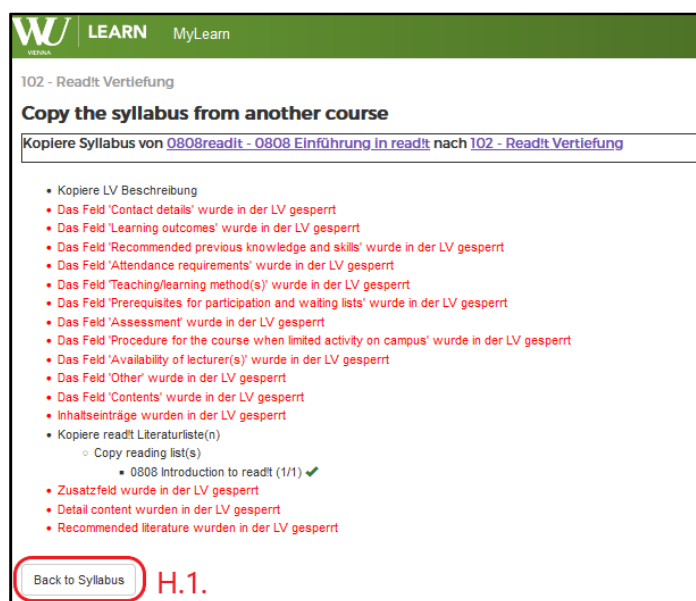 WU LEARN MyLearn
VIENNA
102 - Read!t Vertiefung
Copy the syllabus from another course
Kopiere Syllabus von 0808readit - 0808 Einführung in read!t nach 102 - Read!t Vertiefung
• Kopiere LV Beschreibung
• Das Feld 'Contact details' wurde in der LV gesperrt
• Das Feld 'Learning outcomes' wurde in der LV gesperrt
• Das Feld 'Recommended previous knowledge and skills' wurde in der LV gesperrt
• Das Feld 'Attendance requirements' wurde in der LV gesperrt
• Das Feld 'Teaching/learning method(s)' wurde in der LV gesperrt
• Das Feld 'Prerequisites for participation and waiting lists' wurde in der LV gesperrt
• Das Feld 'Assessment' wurde in der LV gesperrt
• Das Feld 'Procedure for the course when limited activity on campus' wurde in der LV gesperrt
• Das Feld 'Availability of lecturer(s)' wurde in der LV gesperrt
• Das Feld 'Other' wurde in der LV gesperrt
• Das Feld 'Contents' wurde in der LV gesperrt
• Inhaltseinträge wurden in der LV gesperrt
• Kopiere read!t Literaturliste(n)
○ Copy reading list(s)
▪ 0808 Introduction to read!t (1/1) ✔
• Zusatzfeld wurde in der LV gesperrt
• Detail content wurden in der LV gesperrt
• Recommended literature wurden in der LV gesperrt
Back to Syllabus H.1.